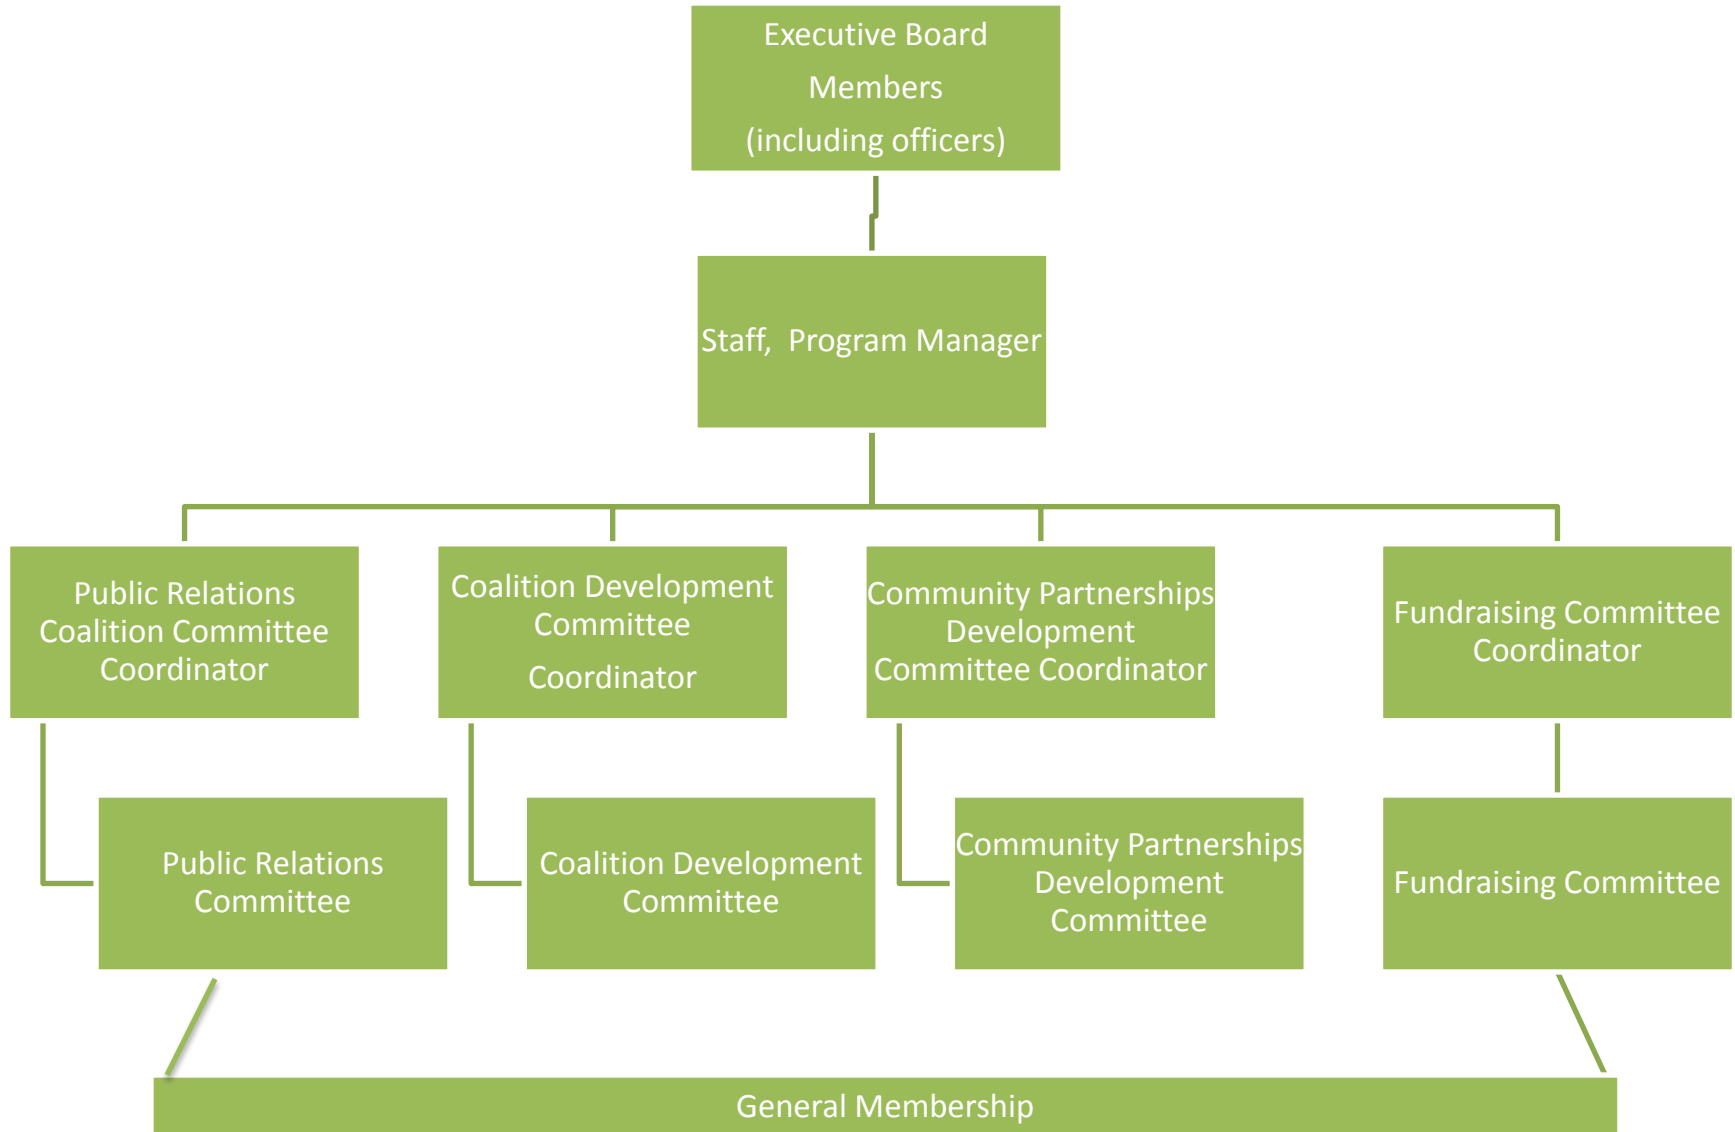 Executive Board
Members
(including officers)
Staff,  Program Manager
Public Relations
Coalition Committee
Coordinator
Coalition Development
Committee
Coordinator
Community Partnerships
Development
Committee Coordinator
Fundraising Committee
Coordinator
Public Relations
Committee
Coalition Development
Committee
Community Partnerships
Development
Committee
Fundraising Committee
General Membership